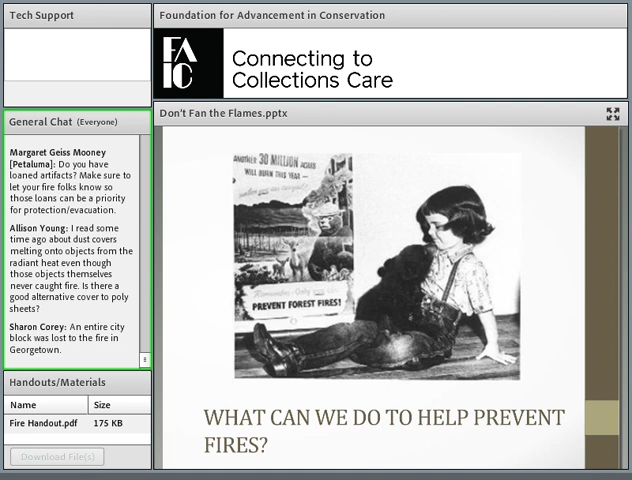 Tech Support
Foundation for Advancement in Conservation
FAIC
Connecting to
Collections Care
General Chat (Everyone)
Margaret Geiss Mooney
[Petaluma]: Do you have
loaned artifacts? Make sure to
let your fire folks know so
those loans can be a priority
for protection/evacuation.
Allison Young: I read some
time ago about dust covers
melting onto objects from the
radiant heat even though
those objects themselves
never caught fire. Is there a
good alternative cover to poly
sheets?
Sharon Corey: An entire city
block was lost to the fire in
Georgetown.
Handouts/Materials
Name Size
Fire Handout.pdf 175 KB
Download File(s)
Don't Fan the Flames.pptx
ANOTHER 30 MILLION ACRES
WILL BURN THIS YEAR—
PREVENT FOREST FIRES!
WHAT CAN WE DO TO HELP PREVENT
FIRES?